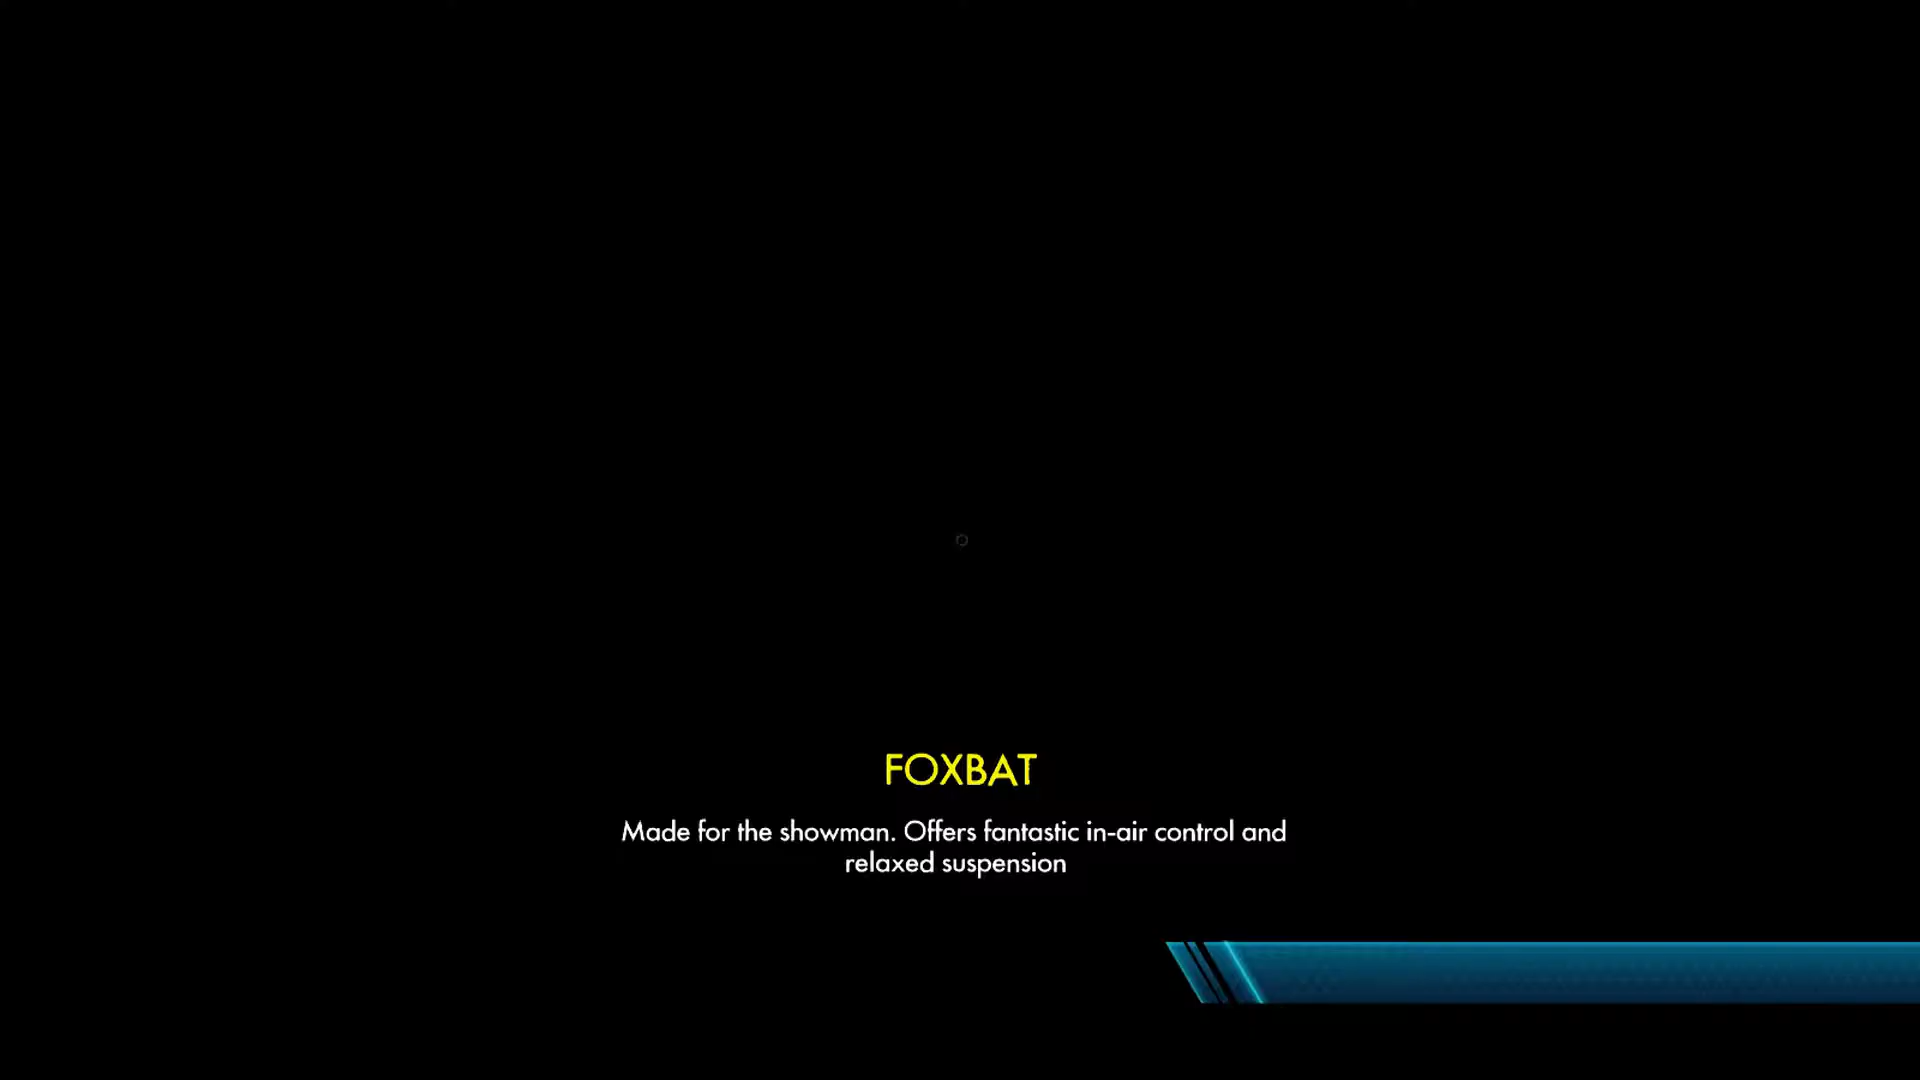 FOXBAT
Made for the showman. Offers fantastic in-air control and
relaxed suspension